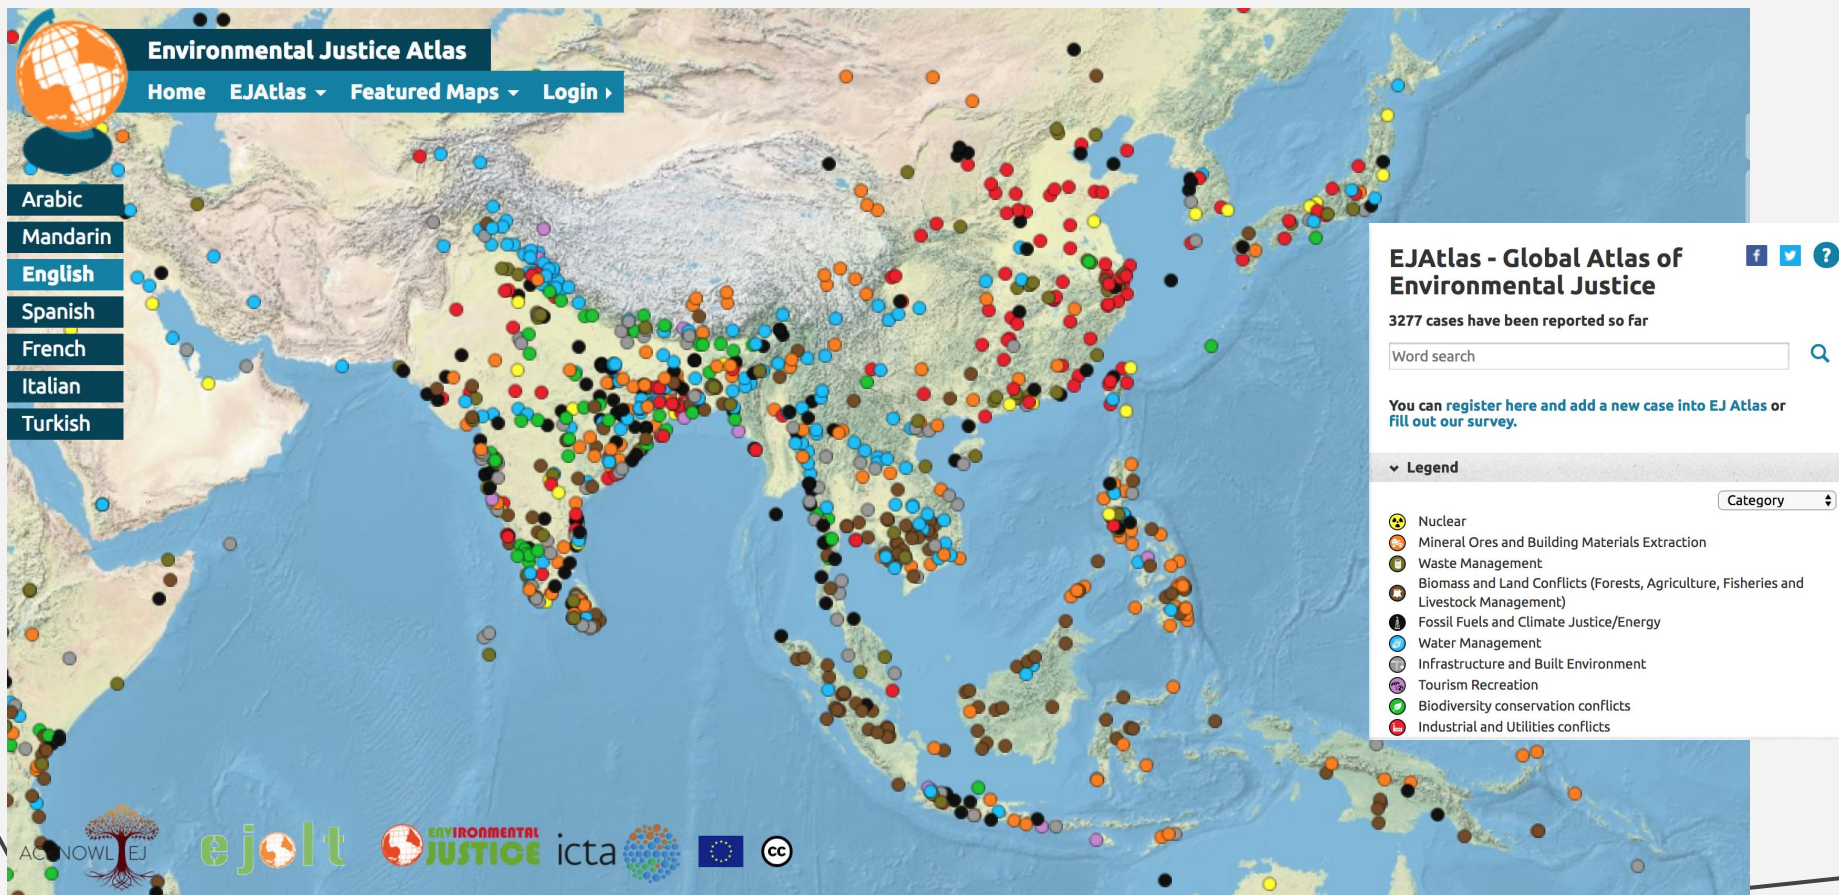 Environmental Justice Atlas
Home EJAtlas Featured Maps Login
Arabic
Mandarin
English
Spanish
French
Italian
Turkish
EJAtlas - Global Atlas of
Environmental Justice
3277 cases have been reported so far
Word search
You can register here and add a new case into EJ Atlas or
fill out our survey.
Legend
Category
Nuclear
Mineral Ores and Building Materials Extraction
Waste Management
Biomass and Land Conflicts (Forests, Agriculture, Fisheries and
Livestock Management)
Fossil Fuels and Climate Justice/Energy
Water Management
Infrastructure and Built Environment
Tourism Recreation
Biodiversity conservation conflicts
Industrial and Utilities conflicts
ACKNOWL EJ
ejolt
ENVIRONMENTAL
JUSTICE
icta
cc